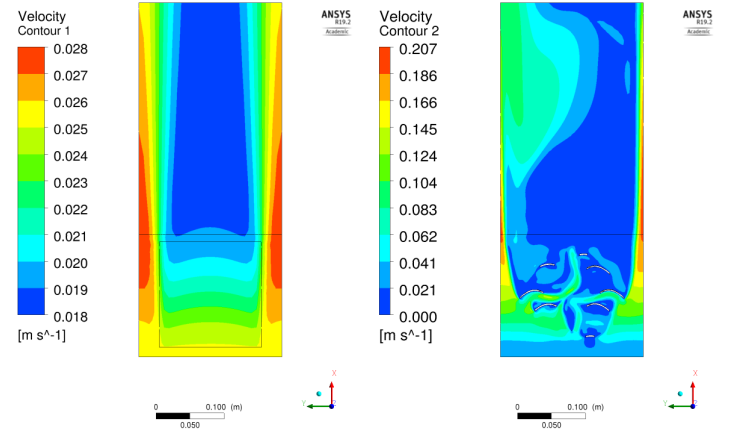 Velocity
Contour 1
0.028
0.027
0.026
0.025
0.024
0.023
0.022
0.021
0.020
0.019
0.018
[m s^-1]
ANSYS
R19.2
Academic
0
0.100 (m)
0.050
X
Y
Velocity
Contour 2
0.207
0.186
0.166
0.145
0.124
0.104
0.083
0.062
0.041
0.021
0.000
[m s^-1]
ANSYS
R19.2
Academic
0
0.100 (m)
0.050
X
Y